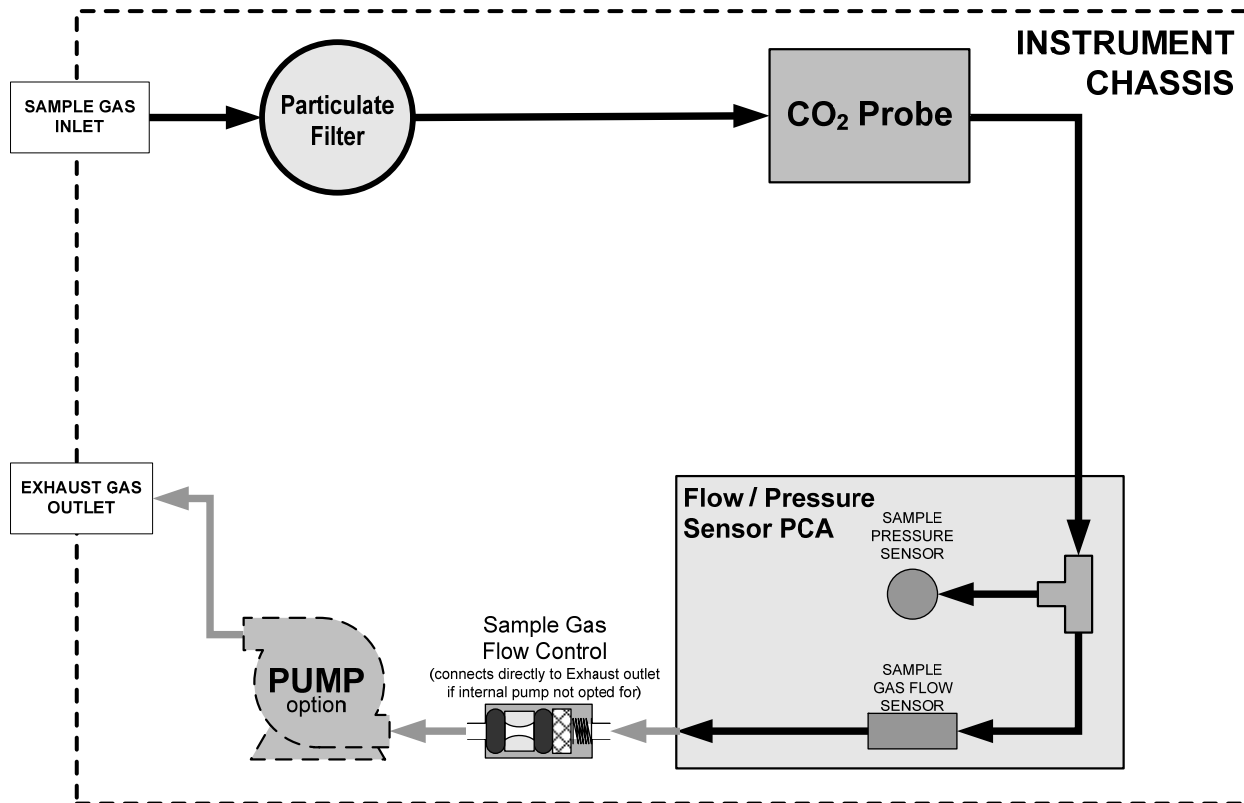 INSTRUMENT
CHASSIS
SAMPLE GAS
INLET
Particulate
Filter
CO₂ Probe
EXHAUST GAS
OUTLET
Flow / Pressure
Sensor PCA
SAMPLE
PRESSURE
SENSOR
Sample Gas
Flow Control
(connects directly to Exhaust outlet
if internal pump not opted for)
PUMP
option
SAMPLE
GAS FLOW
SENSOR